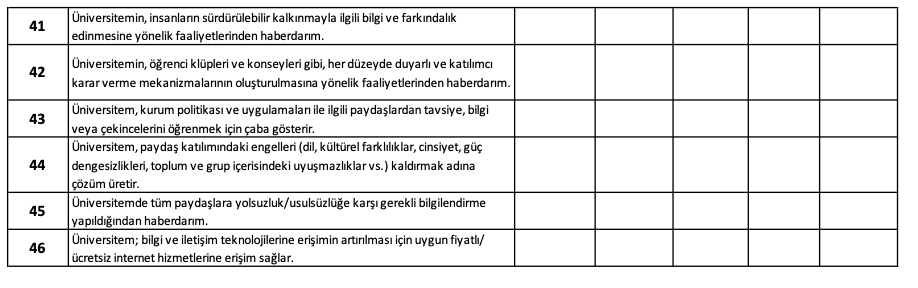 41
Üniversitemin, insanların sürdürülebilir kalkınmayla ilgili bilgi ve farkındalık
edinmesine yönelik faaliyetlerinden haberdarım.
42
Üniversitemin, öğrenci klüpleri ve konseyleri gibi, her düzeyde duyarlı ve katılımcı
karar verme mekanizmalarının oluşturulmasına yönelik faaliyetlerinden haberdarım.
43
Üniversitem, kurum politikası ve uygulamaları ile ilgili paydaşlardan tavsiye, bilgi
veya çekincelerini öğrenmek için çaba gösterir.
44
Üniversitem, paydaş katılımındaki engelleri (dil, kültürel farklılıklar, cinsiyet, güç
dengesizlikleri, toplum ve grup içerisindeki uyuşmazlıklar vs.) kaldırmak adına
çözüm üretir.
45
Üniversitemde tüm paydaşlara yolsuzluk/usulsüzlüğe karşı gerekli bilgilendirme
yapıldığından haberdarım.
46
Üniversitem; bilgi ve iletişim teknolojilerine erişimin artırılması için uygun fiyatlı/
ücretsiz internet hizmetlerine erişim sağlar.